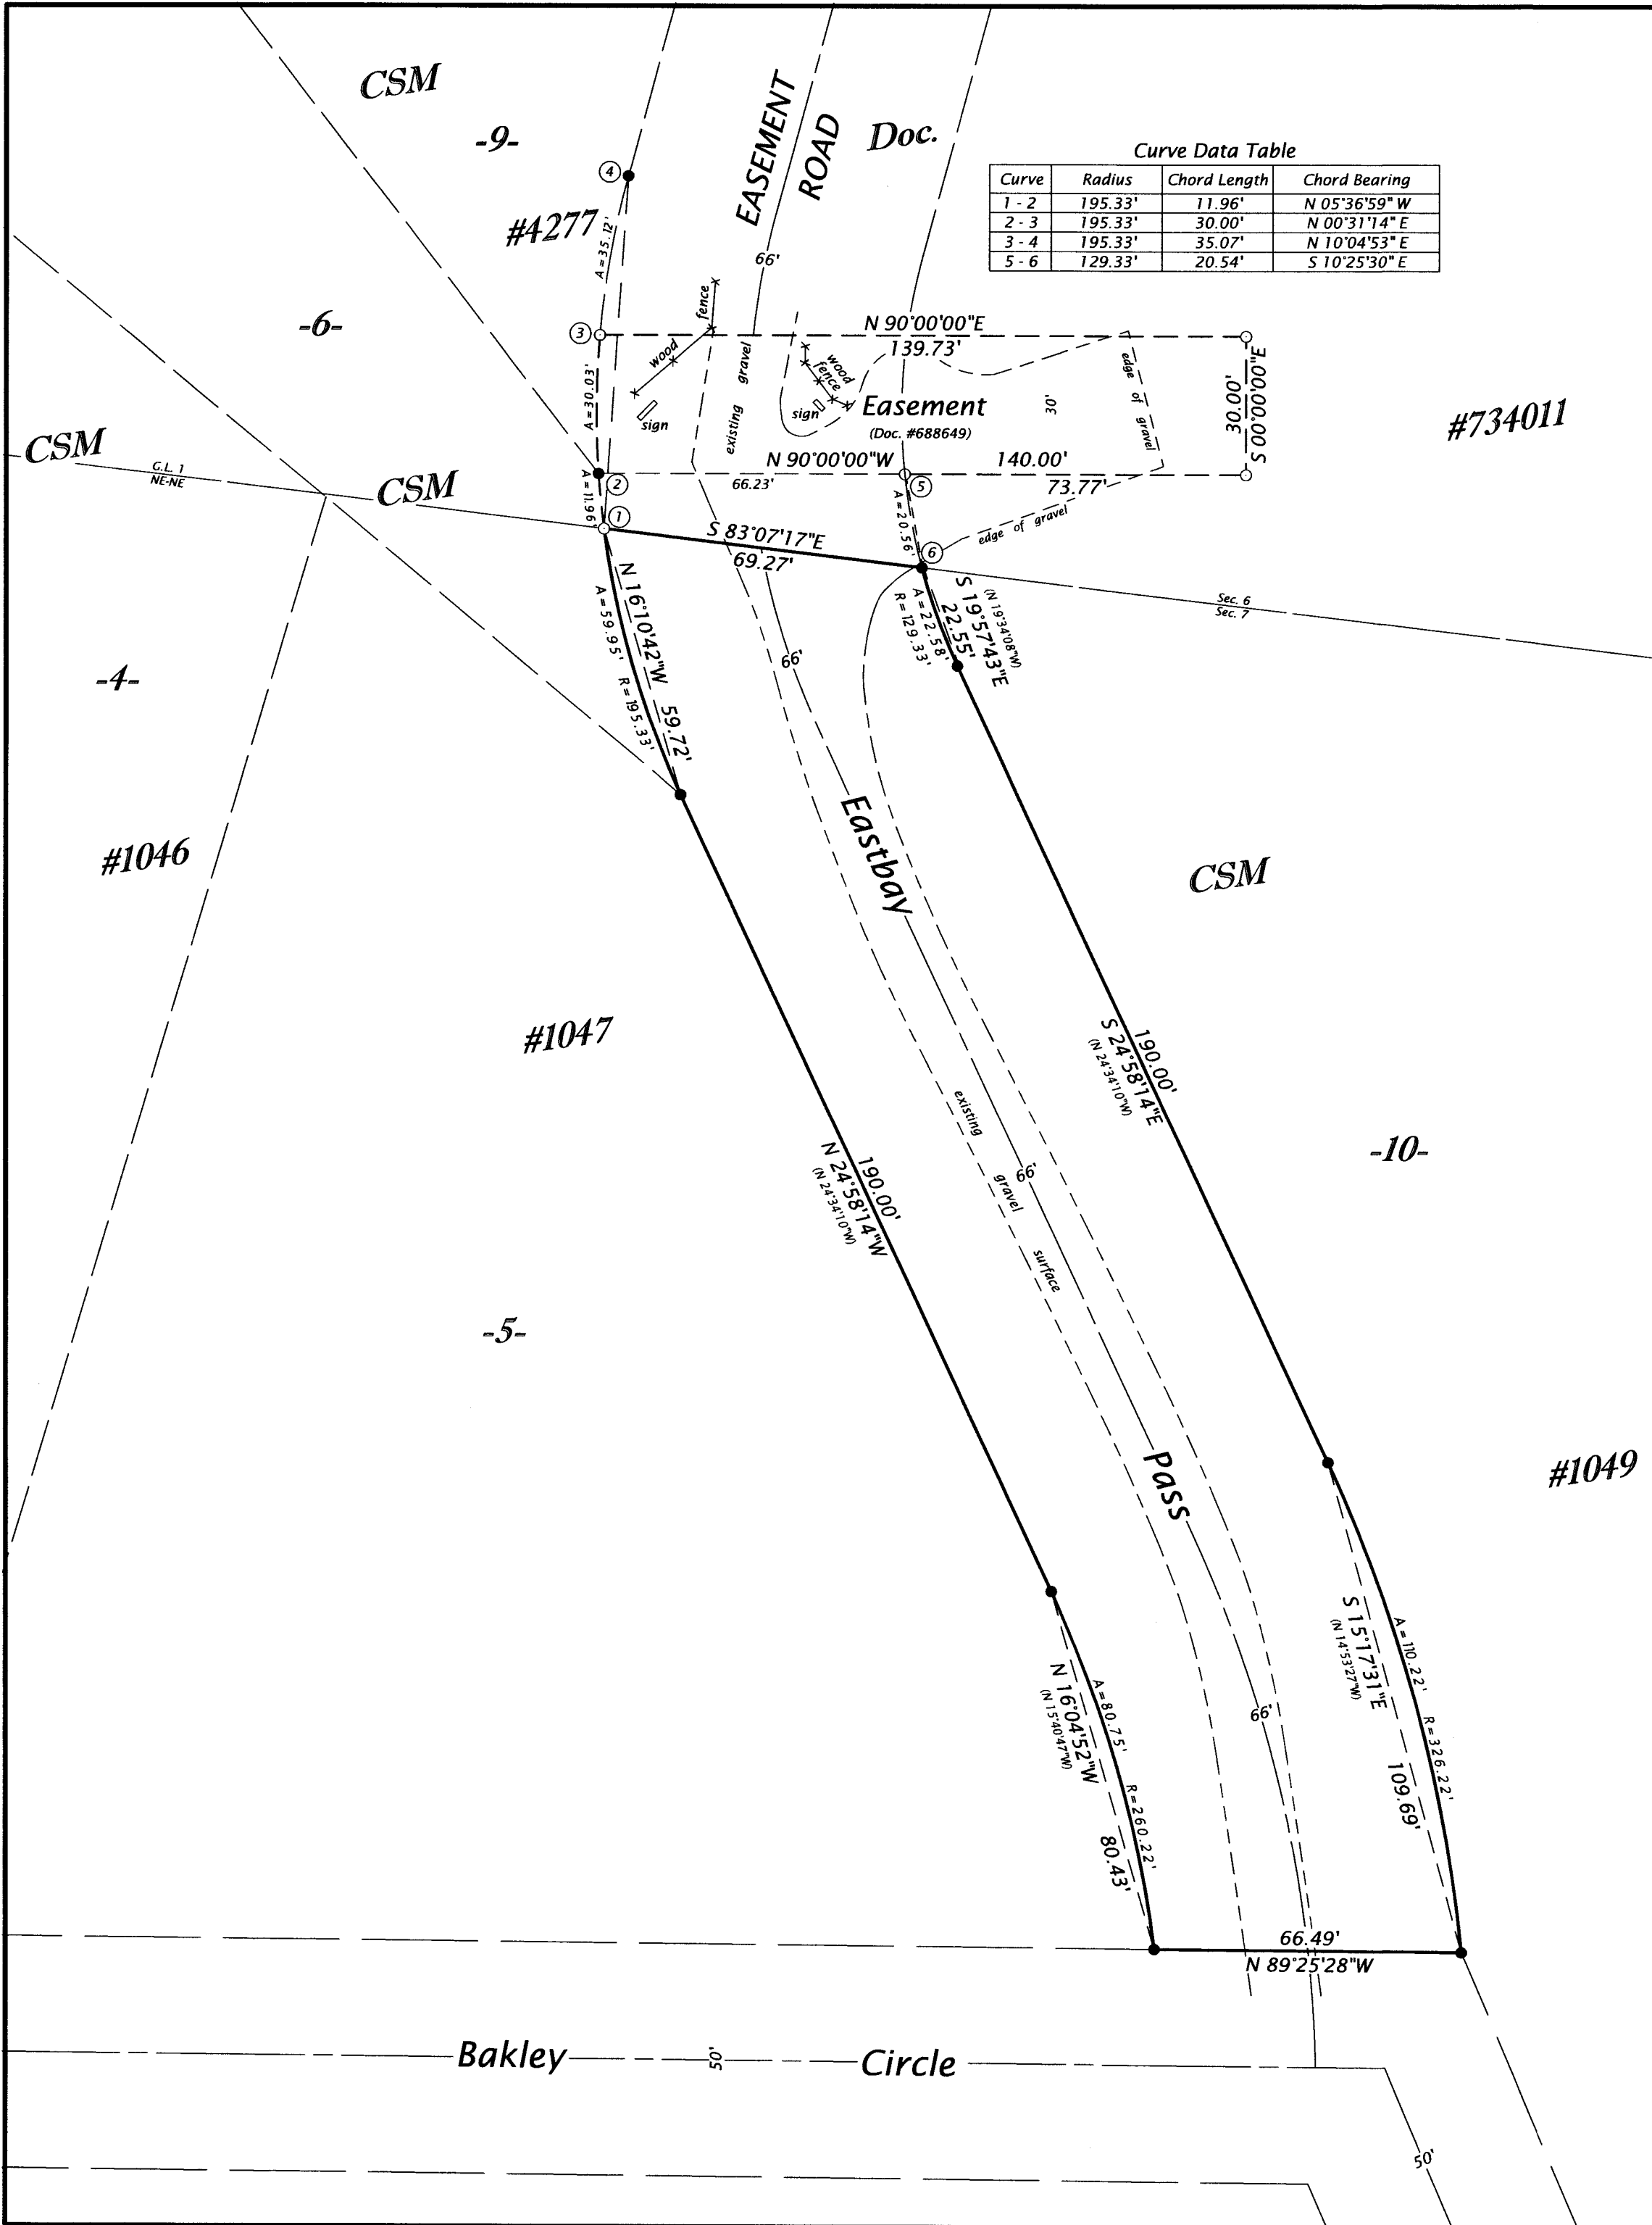 CSM
-9-
#4277
EASEMENT
ROAD
Doc.
Curve Data Table
Curve Radius Chord Length Chord Bearing
1 - 2 195.33' 11.96' N 05°36'59" W
2 - 3 195.33' 30.00' N 00°31'14" E
3 - 4 195.33' 35.07' N 10°04'53" E
5 - 6 129.33' 20.54' S 10°25'30" E
4
A = 35.12'
66'
-6-
3
fence
wood
N 90°00'00"E
139.73'
A = 30.03'
existing gravel
wood
fence
sign
sign
Easement
(Doc. #688649)
30'
edge of gravel
30.00'
S 00°00'00"E
#734011
CSM
G.L. 1
NE-NE
CSM
N 90°00'00"W
140.00'
66.23'
73.77'
2
5
A = 11.96'
A = 20.56'
edge of gravel
1
6
S 83°07'17"E
69.27'
Sec. 6
Sec. 7
N 16°10'42"W 59.72'
A = 59.95' R = 195.33'
(N 19°34'08"W)
S 19°57'43"E
22.55'
A = 22.58'
R = 129.33'
66'
-4-
#1046
Eastbay
CSM
#1047
190.00'
S 24°58'14"E
(N 24°34'10"W)
existing
gravel
surface
66'
-10-
190.00'
N 24°58'14"W
(N 24°34'10"W)
-5-
Pass
#1049
A = 110.22' R = 326.22'
S 15°17'31"E 109.69'
(N 14°53'27"W)
A = 80.75' R = 260.22'
N 16°04'52"W 80.43'
(N 15°40'47"W)
66'
66.49'
N 89°25'28"W
Bakley 50' Circle
50'